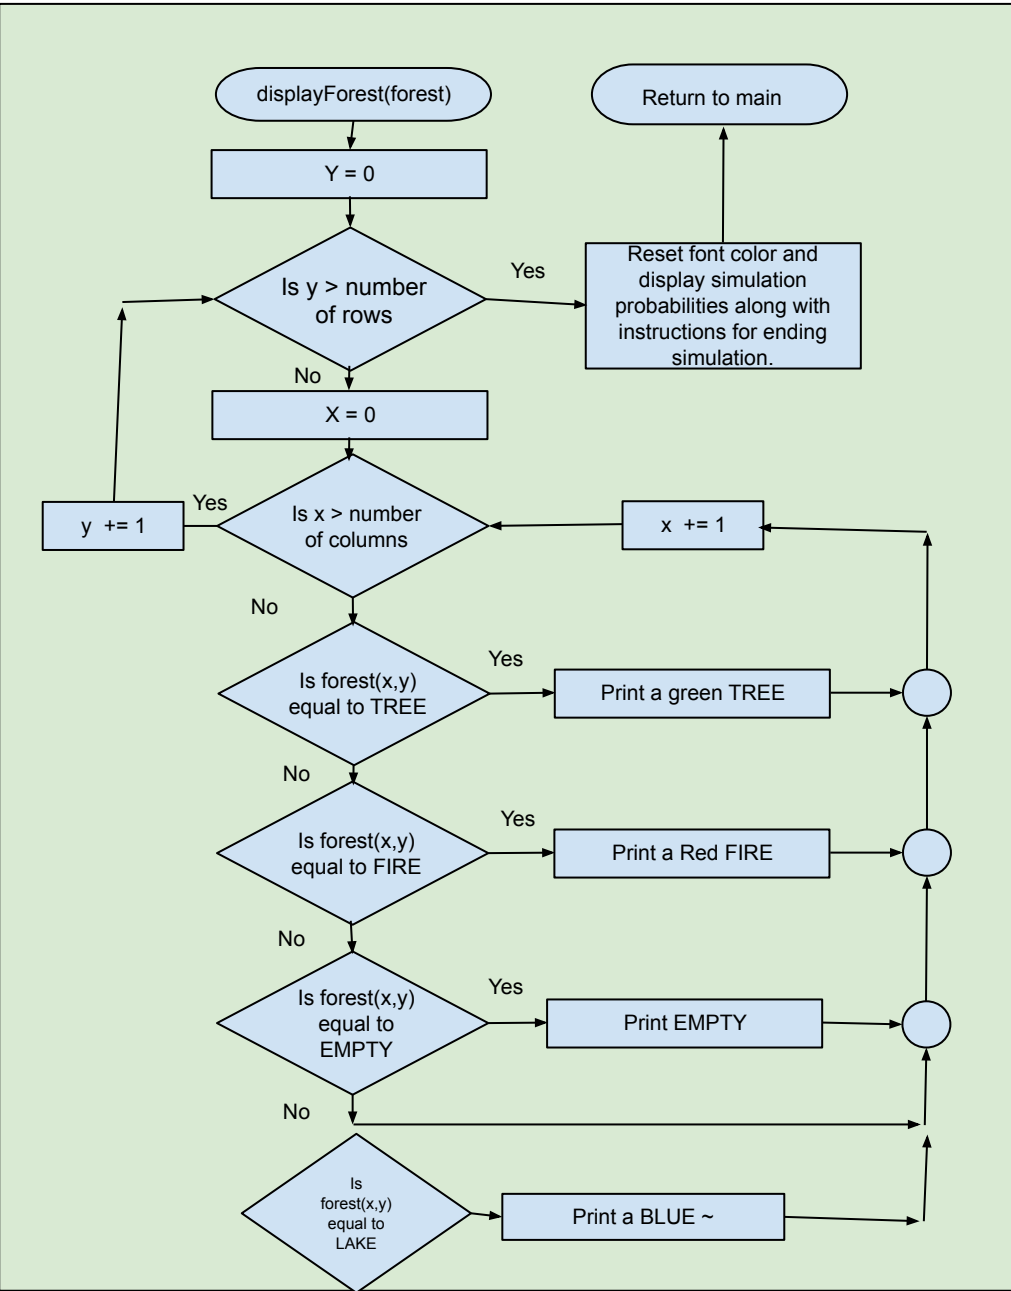 displayForest(forest)
Return to main
Y = 0
Is y > number
of rows
Yes
Reset font color and
display simulation
probabilities along with
instructions for ending
simulation.
No
X = 0
y += 1
Yes
Is x > number
of columns
x += 1
No
Is forest(x,y)
equal to TREE
Yes
Print a green TREE
No
Is forest(x,y)
equal to FIRE
Yes
Print a Red FIRE
No
Is forest(x,y)
equal to
EMPTY
Yes
Print EMPTY
No
Is
forest(x,y)
equal to
LAKE
Print a BLUE ~